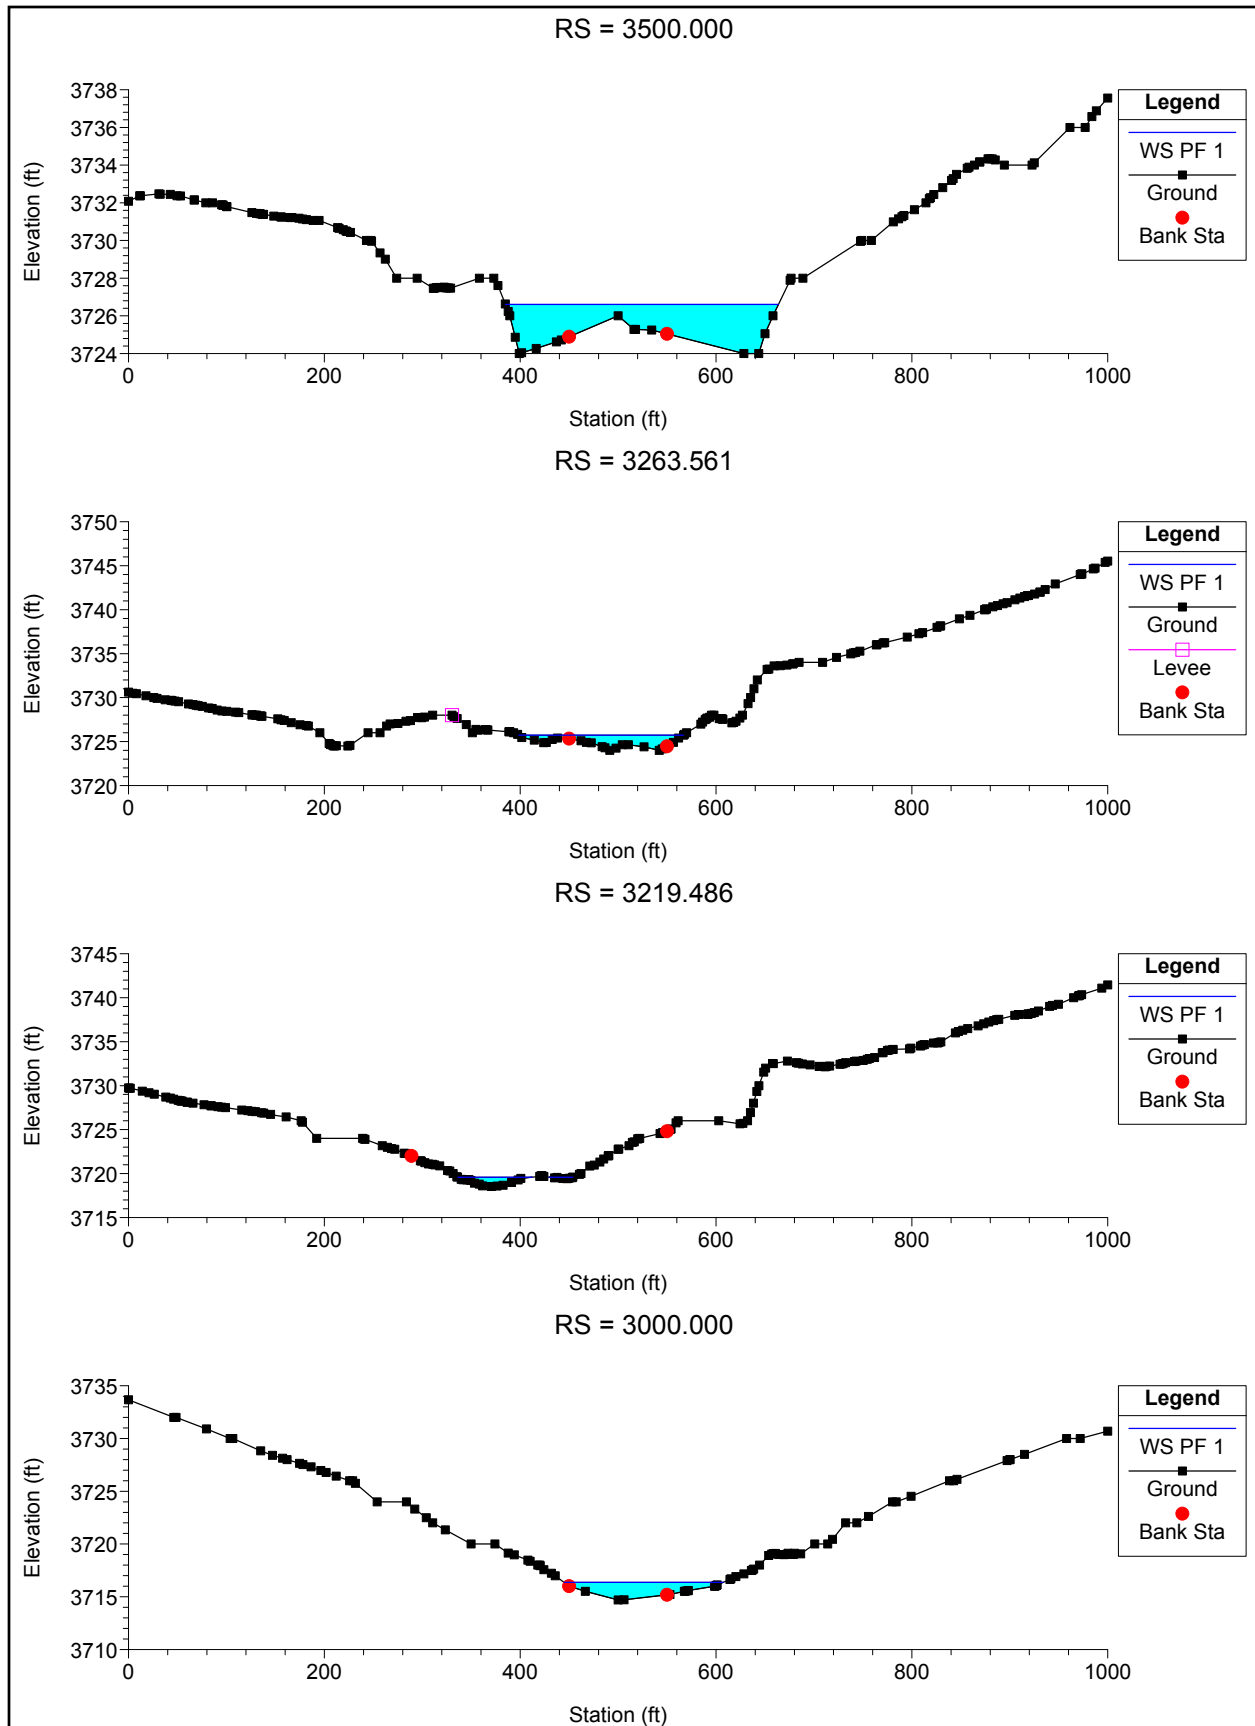 RS = 3500.000
3738
3736
3734
3732
3730
3728
3726
3724
Elevation (ft)
0 200 400 600 800 1000
Station (ft)
Legend
WS PF 1
Ground
Bank Sta
RS = 3263.561
3750
3745
3740
3735
3730
3725
3720
Elevation (ft)
0 200 400 600 800 1000
Station (ft)
Legend
WS PF 1
Ground
Levee
Bank Sta
RS = 3219.486
3745
3740
3735
3730
3725
3720
3715
Elevation (ft)
0 200 400 600 800 1000
Station (ft)
Legend
WS PF 1
Ground
Bank Sta
RS = 3000.000
3735
3730
3725
3720
3715
3710
Elevation (ft)
0 200 400 600 800 1000
Station (ft)
Legend
WS PF 1
Ground
Bank Sta